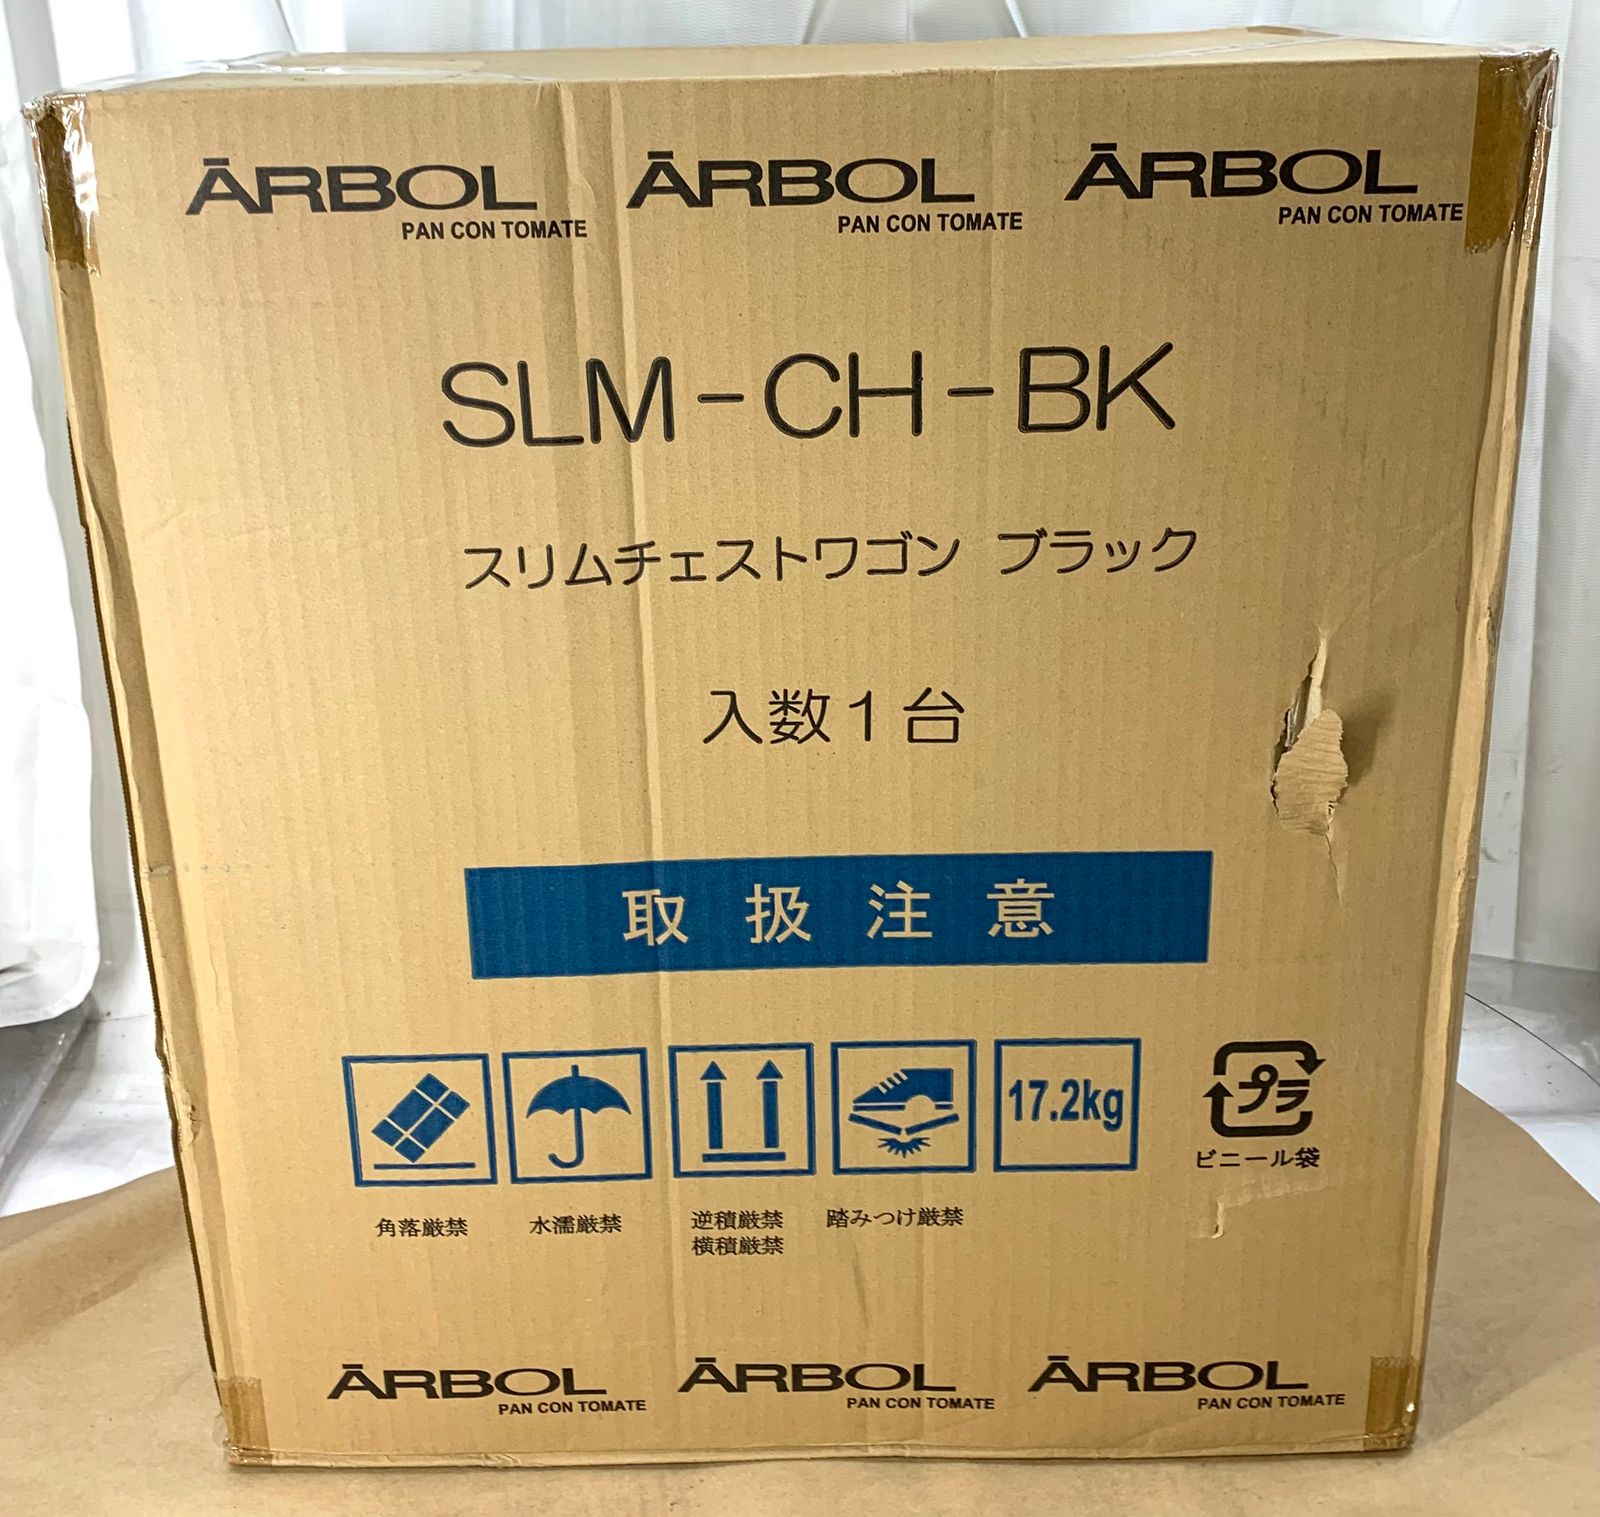 ĀRBOL ĀRBOL ĀRBOL
PAN CON TOMATE PAN CON TOMATE PAN CON TOMATE
SLM-CH-BK
スリムチェストワゴン ブラック
入数1台
取扱注意
17.2kg プラ
ビニール袋
角落厳禁 水濡厳禁 逆積厳禁 踏みつけ厳禁
横積厳禁
ĀRBOL ĀRBOL ĀRBOL
PAN CON TOMATE PAN CON TOMATE PAN CON TOMATE